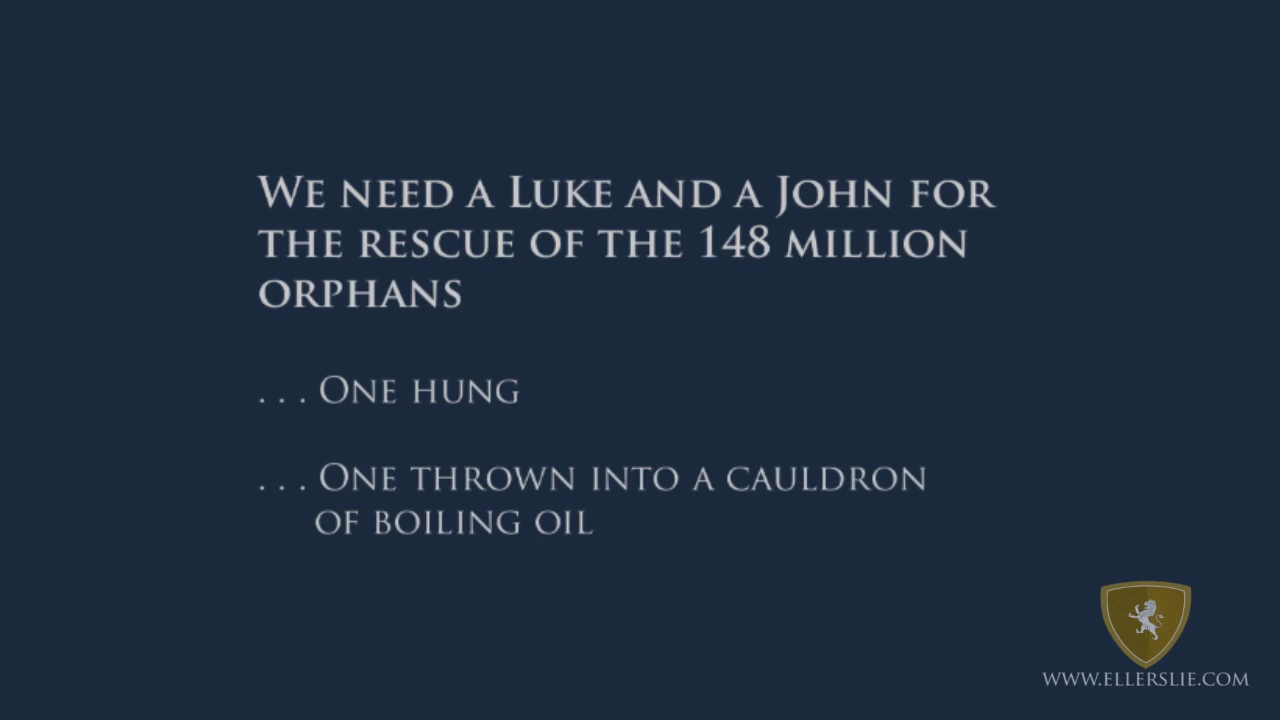 We need a Luke and a John for
the rescue of the 148 million
orphans
. . . One hung
. . . One thrown into a cauldron
of boiling oil
www.ellerslie.com